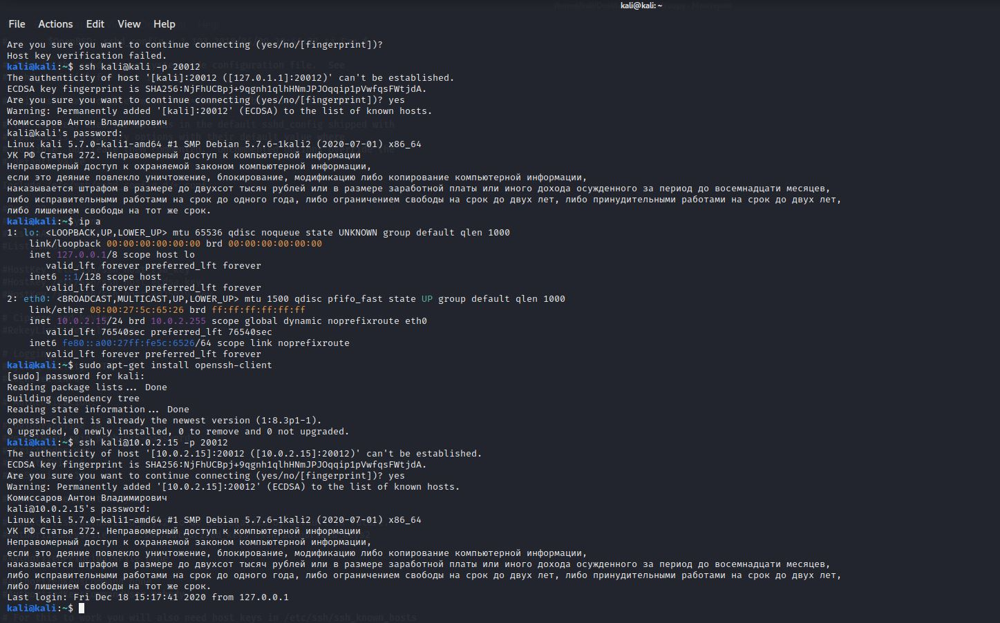 kali@kali: ~
File Actions Edit View Help
Are you sure you want to continue connecting (yes/no/[fingerprint])?
Host key verification failed.
kali@kali:~$ ssh kali@kali -p 20012
The authenticity of host '[kali]:20012 ([127.0.1.1]:20012)' can't be established.
ECDSA key fingerprint is SHA256:NjFhUCBpj+9qgnh1qlhHNmJPJOqqip1pVwfqsFWtjdA.
Are you sure you want to continue connecting (yes/no/[fingerprint])? yes
Warning: Permanently added '[kali]:20012' (ECDSA) to the list of known hosts.
Комиссаров Антон Владимирович
kali@kali's password:
Linux kali 5.7.0-kali1-amd64 #1 SMP Debian 5.7.6-1kali2 (2020-07-01) x86_64
УК РФ Статья 272. Неправомерный доступ к компьютерной информации
Неправомерный доступ к охраняемой законом компьютерной информации,
если это деяние повлекло уничтожение, блокирование, модификацию либо копирование компьютерной информации,
наказывается штрафом в размере до двухсот тысяч рублей или в размере заработной платы или иного дохода осужденного за период до восемнадцати месяцев,
либо исправительными работами на срок до одного года, либо ограничением свободы на срок до двух лет, либо принудительными работами на срок до двух лет,
либо лишением свободы на тот же срок.
kali@kali:~$ ip a
1: lo: <LOOPBACK,UP,LOWER_UP> mtu 65536 qdisc noqueue state UNKNOWN group default qlen 1000
link/loopback 00:00:00:00:00:00 brd 00:00:00:00:00:00
inet 127.0.0.1/8 scope host lo
valid_lft forever preferred_lft forever
inet6 ::1/128 scope host
valid_lft forever preferred_lft forever
2: eth0: <BROADCAST,MULTICAST,UP,LOWER_UP> mtu 1500 qdisc pfifo_fast state UP group default qlen 1000
link/ether 08:00:27:5c:65:26 brd ff:ff:ff:ff:ff:ff
inet 10.0.2.15/24 brd 10.0.2.255 scope global dynamic noprefixroute eth0
valid_lft 76540sec preferred_lft 76540sec
inet6 fe80::a00:27ff:fe5c:6526/64 scope link noprefixroute
valid_lft forever preferred_lft forever
kali@kali:~$ sudo apt-get install openssh-client
[sudo] password for kali:
Reading package lists... Done
Building dependency tree
Reading state information... Done
openssh-client is already the newest version (1:8.3p1-1).
0 upgraded, 0 newly installed, 0 to remove and 0 not upgraded.
kali@kali:~$ ssh kali@10.0.2.15 -p 20012
The authenticity of host '[10.0.2.15]:20012 ([10.0.2.15]:20012)' can't be established.
ECDSA key fingerprint is SHA256:NjFhUCBpj+9qgnh1qlhHNmJPJOqqip1pVwfqsFWtjdA.
Are you sure you want to continue connecting (yes/no/[fingerprint])? yes
Warning: Permanently added '[10.0.2.15]:20012' (ECDSA) to the list of known hosts.
Комиссаров Антон Владимирович
kali@10.0.2.15's password:
Linux kali 5.7.0-kali1-amd64 #1 SMP Debian 5.7.6-1kali2 (2020-07-01) x86_64
УК РФ Статья 272. Неправомерный доступ к компьютерной информации
Неправомерный доступ к охраняемой законом компьютерной информации,
если это деяние повлекло уничтожение, блокирование, модификацию либо копирование компьютерной информации,
наказывается штрафом в размере до двухсот тысяч рублей или в размере заработной платы или иного дохода осужденного за период до восемнадцати месяцев,
либо исправительными работами на срок до одного года, либо ограничением свободы на срок до двух лет, либо принудительными работами на срок до двух лет,
либо лишением свободы на тот же срок.
Last login: Fri Dec 18 15:17:41 2020 from 127.0.0.1
kali@kali:~$
# For this to work you will also need host keys in /etc/ssh/ssh_known_hosts